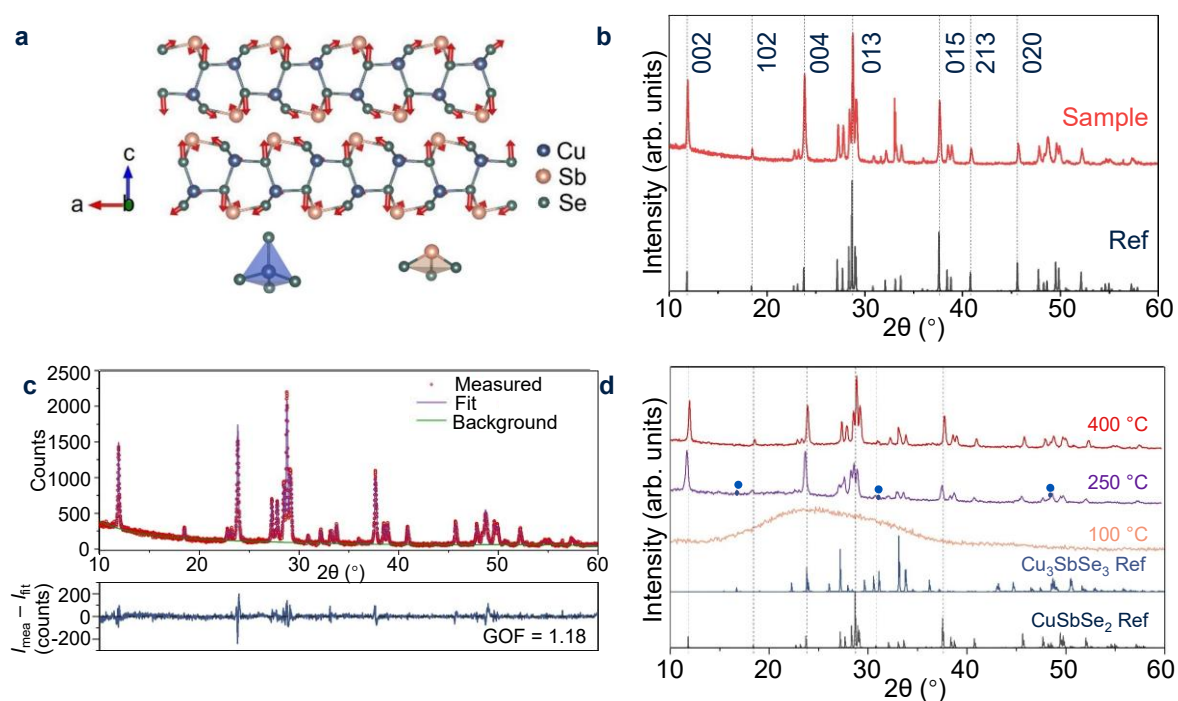 a
c
a
b
Cu
Sb
Se
b
Intensity (arb. units)
002
102
004
013
015
213
020
Sample
Ref
10 20 30 40 50 60
2θ (°)
c
2500
2000
1500
1000
500
0
Counts
Measured
Fit
Background
10 20 30 40 50 60
2θ (°)
I_mea − I_fit
(counts)
200
0
−200
GOF = 1.18
d
Intensity (arb. units)
400 °C
250 °C
100 °C
Cu₃SbSe₃ Ref
CuSbSe₂ Ref
10 20 30 40 50 60
2θ (°)